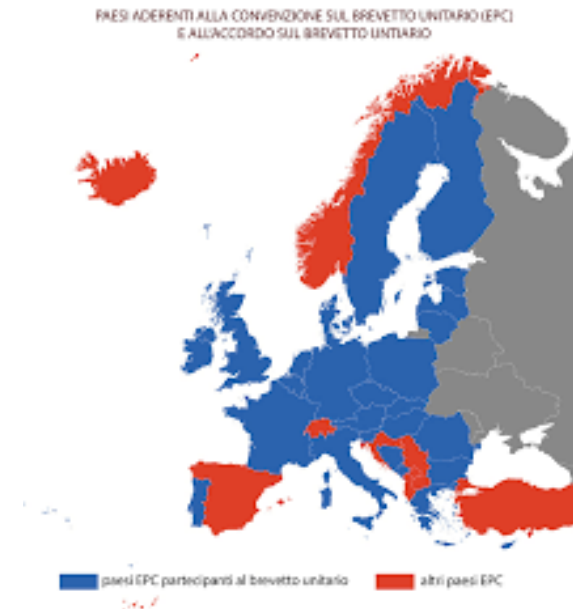 PAESI ADERENTI ALLA CONVENZIONE SUL BREVETTO UNITARIO (EPC)
E ALL'ACCORDO SUL BREVETTO UNTIARIO
paesi EPC partecipanti al brevetto unitario
altri paesi EPC